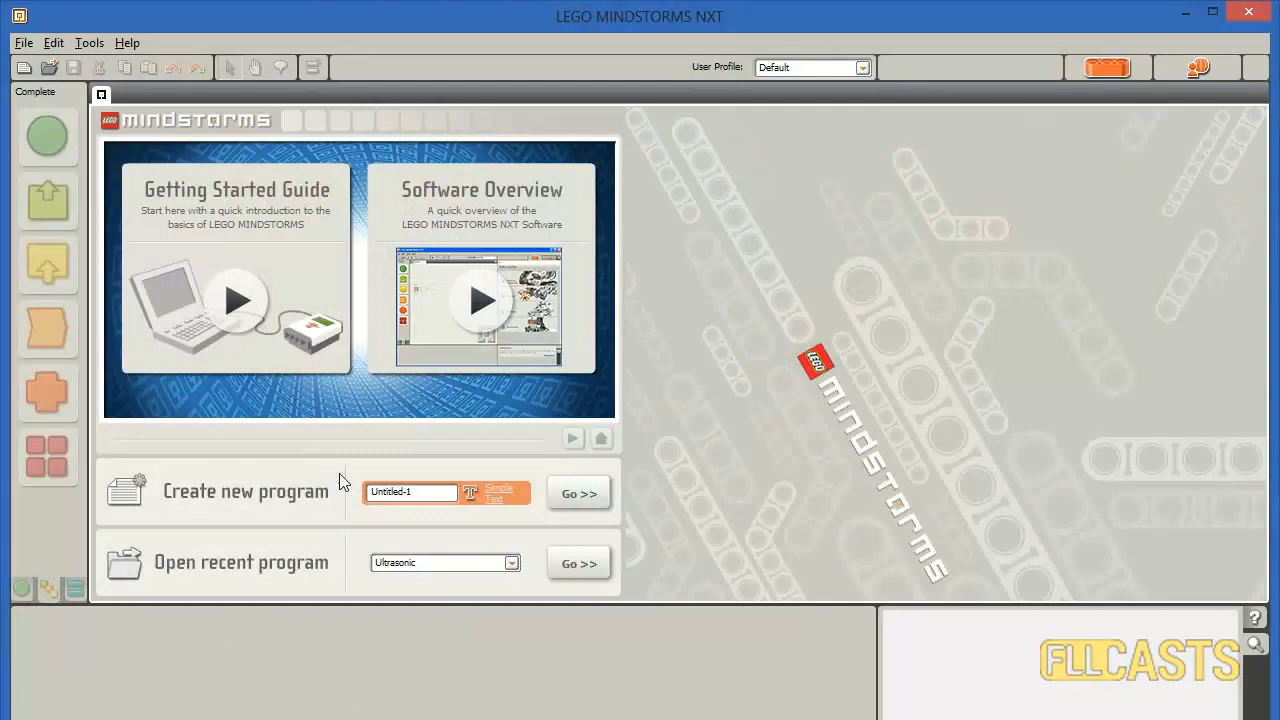 LEGO MINDSTORMS NXT
File Edit Tools Help
User Profile: Default
Complete
LEGO mindstorms
Getting Started Guide
Start here with a quick introduction to the
basics of LEGO MINDSTORMS
Software Overview
A quick overview of the
LEGO MINDSTORMS NXT Software
Create new program
Untitled-1
T
Simple
Text
Go >>
Open recent program
Ultrasonic
Go >>
LEGO mindstorms
?
FLLCASTS